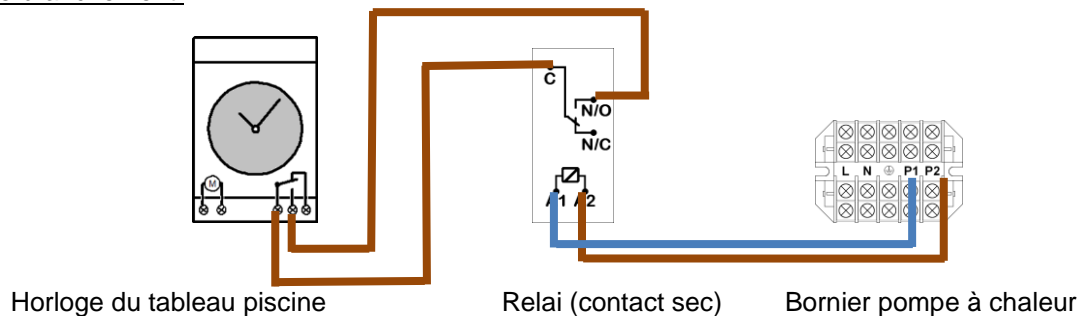 M
C
N/O
N/C
A1 A2
L N P1 P2
Horloge du tableau piscine
Relai (contact sec)
Bornier pompe à chaleur